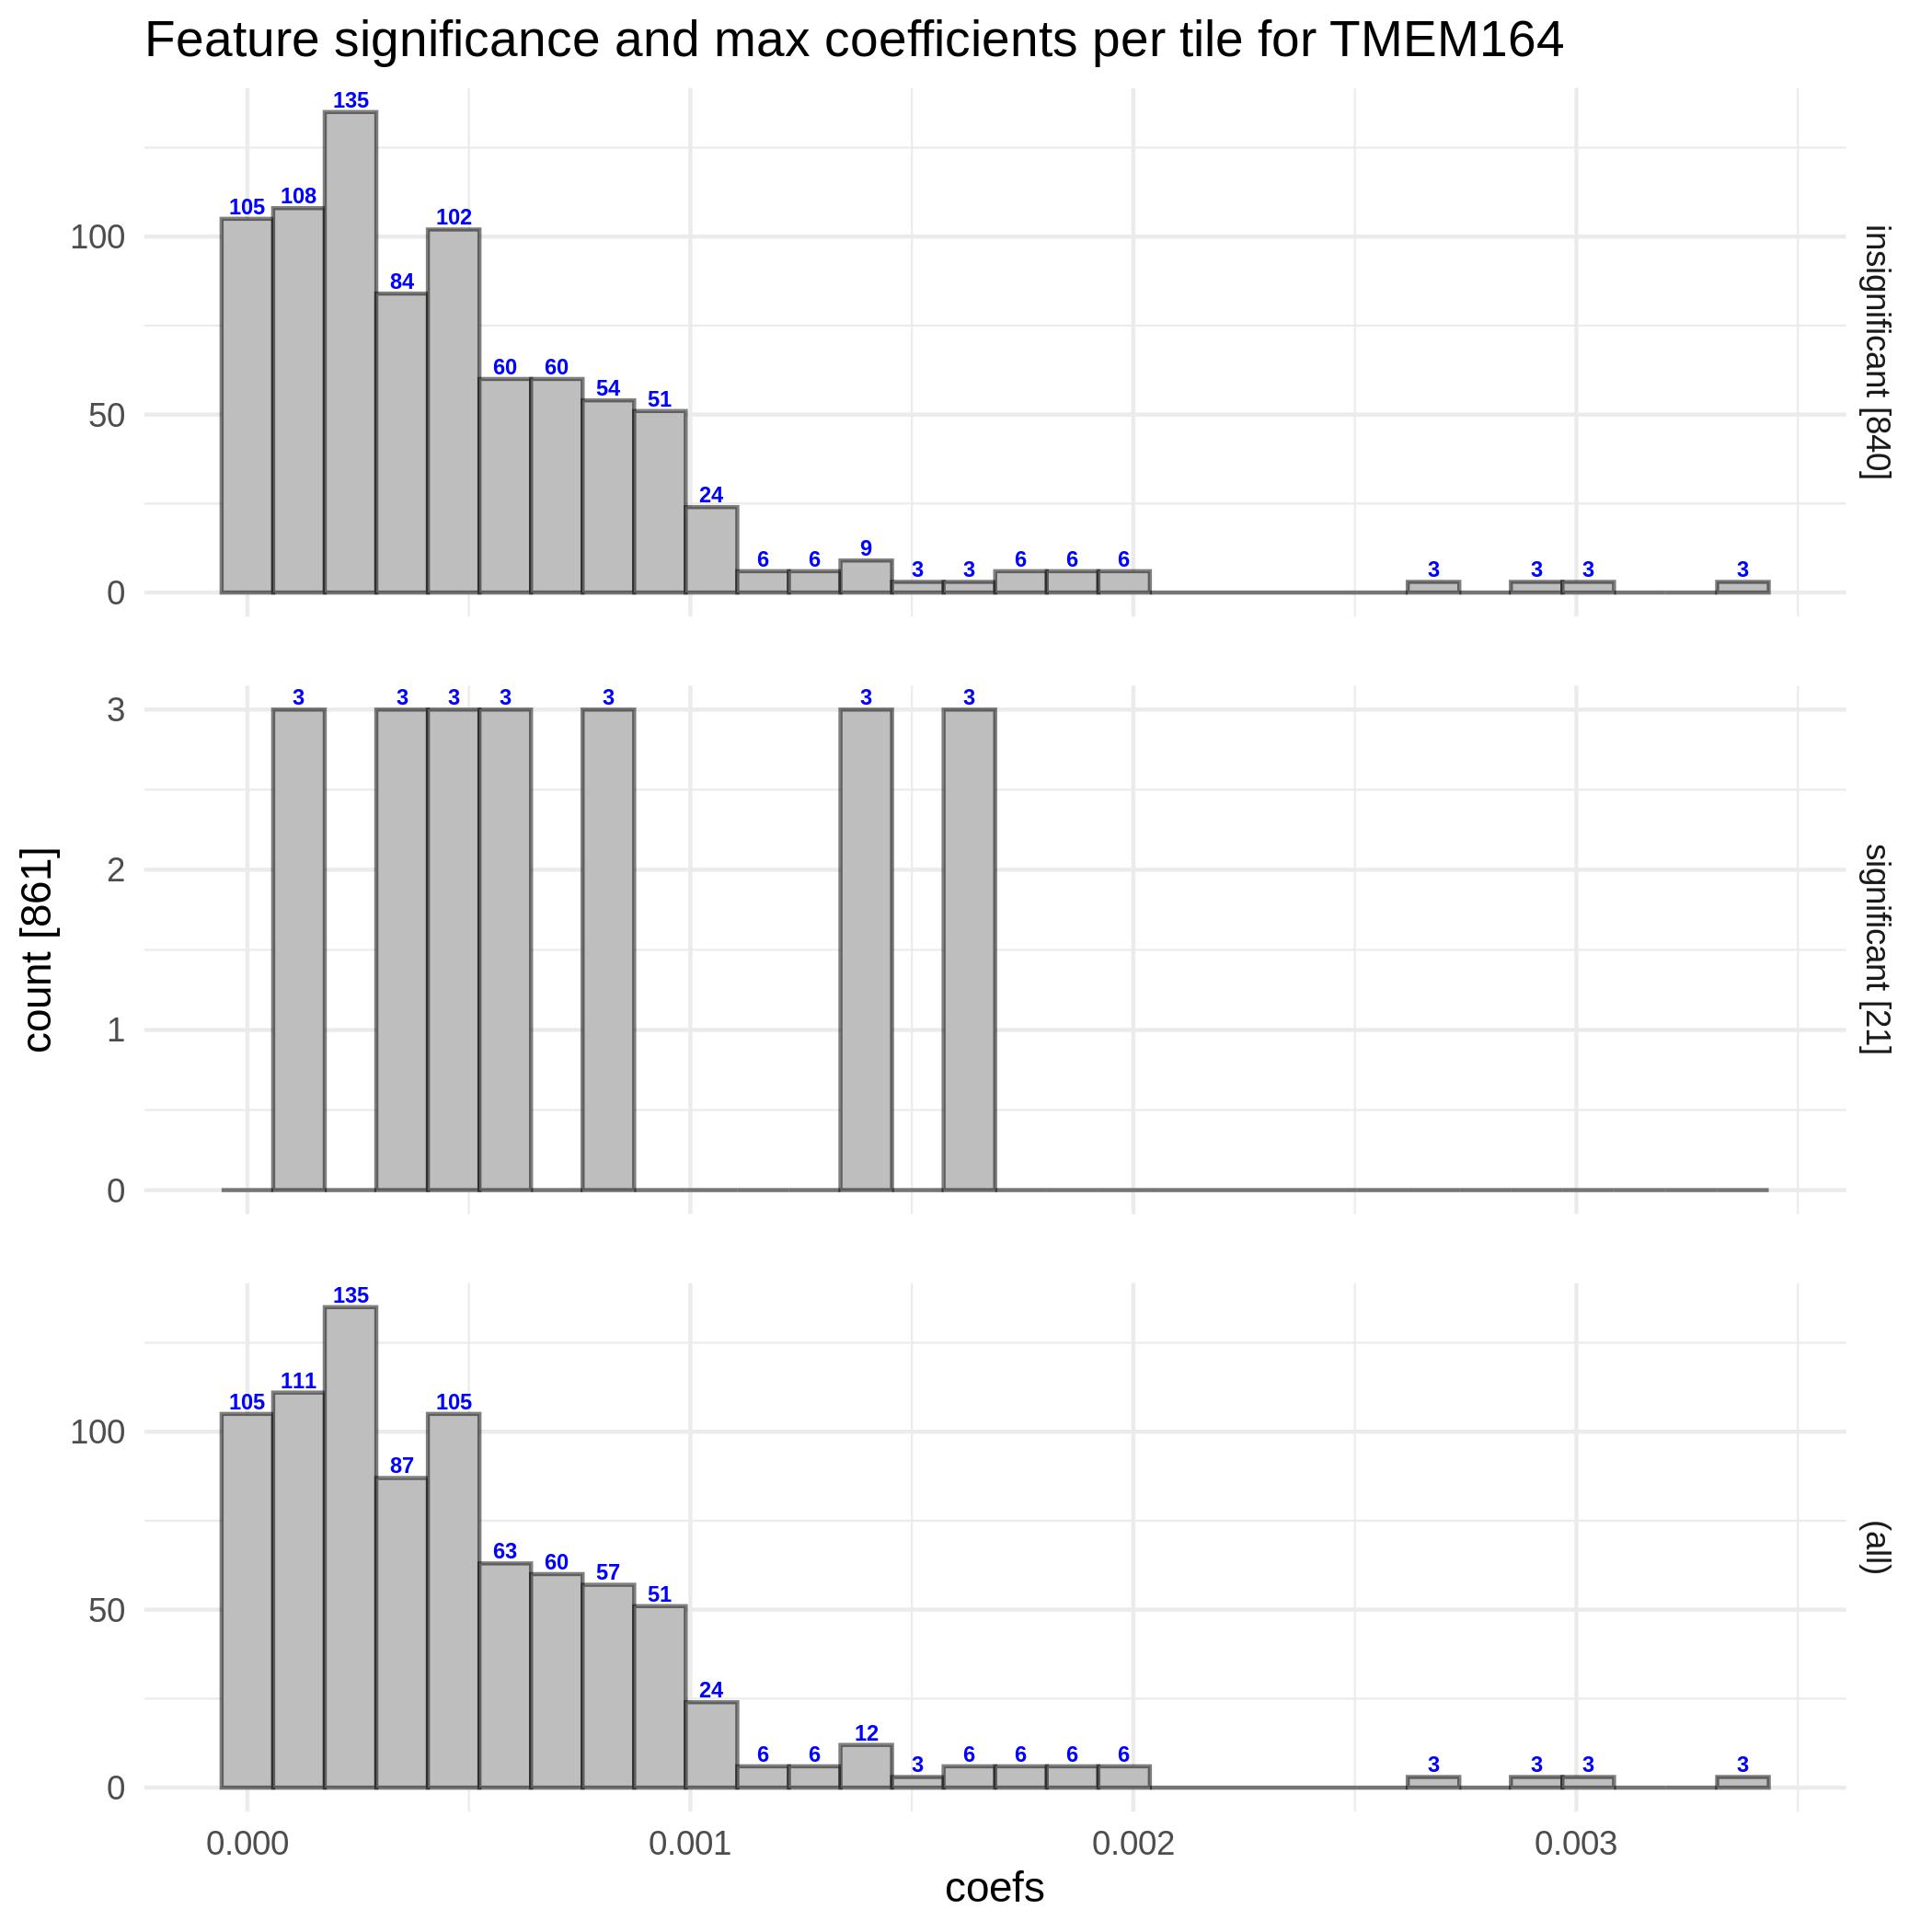 Feature significance and max coefficients per tile for TMEM164
135
105 108
102
84
60 60
54
51
24
6 6 9 3 3 6 6 6 3 3 3 3
100
50
0
insignificant [840]
3 3 3 3 3 3 3
3
2
1
0
significant [21]
count [861]
135
105 111
105
87
63 60 57
51
24
6 6 12 3 6 6 6 6 3 3 3 3
100
50
0
(all)
0.000 0.001 0.002 0.003
coefs